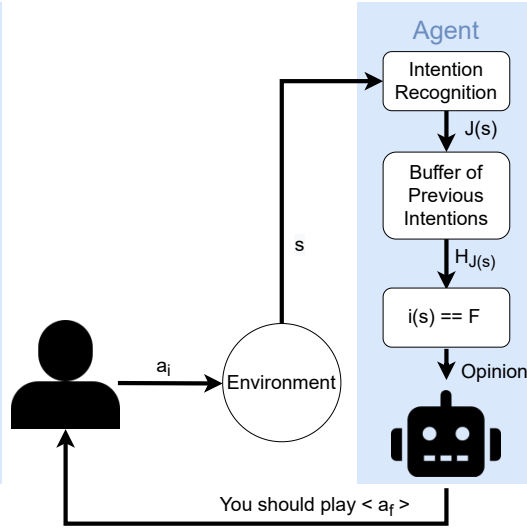 Agent
Intention
Recognition
J(s)
Buffer of
Previous
Intentions
s
H_J(s)
i(s) == F
a_i
Environment
Opinion
You should play < a_f >